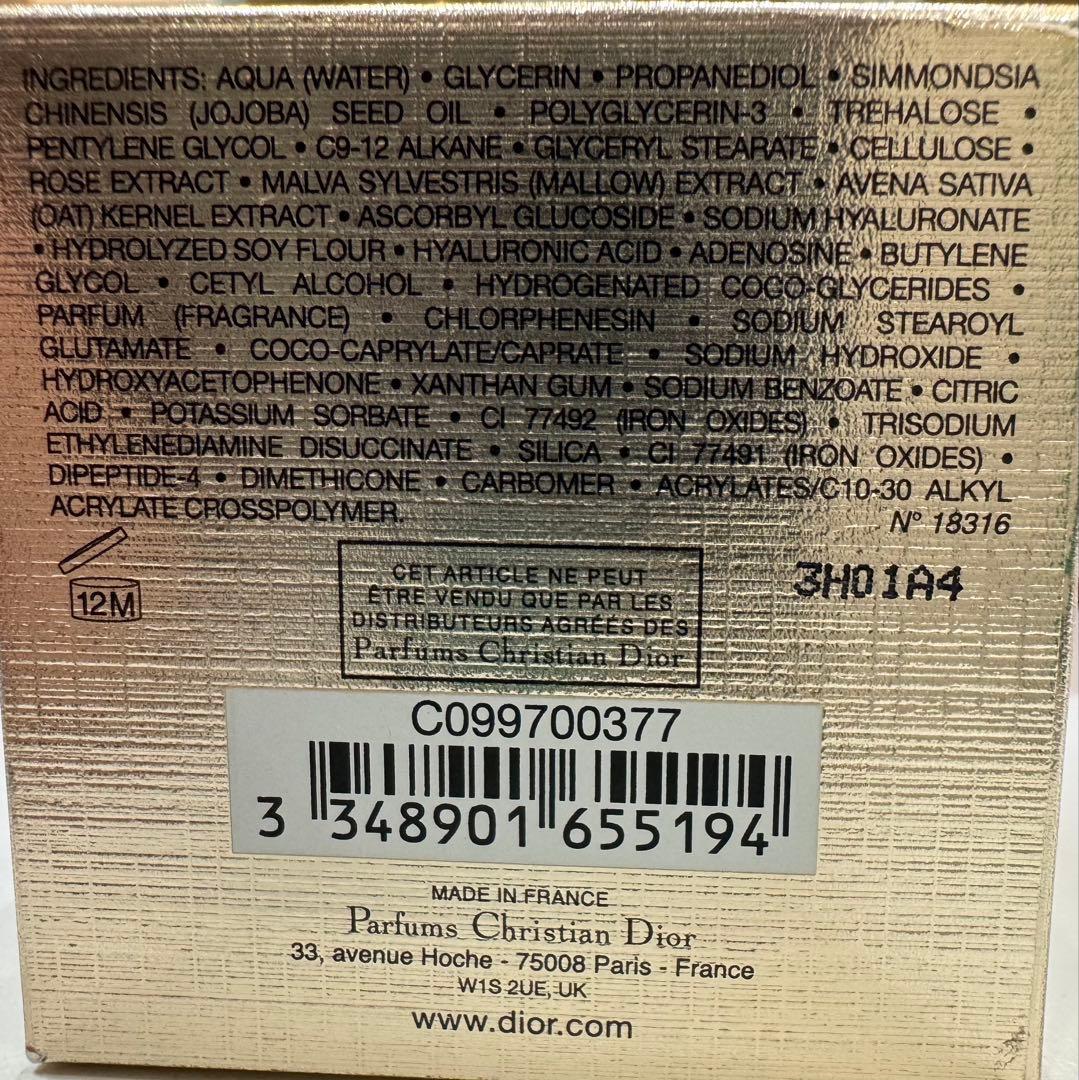 INGREDIENTS: AQUA (WATER) • GLYCERIN • PROPANEDIOL • SIMMONDSIA
CHINENSIS (JOJOBA) SEED OIL • POLYGLYCERIN-3 • TREHALOSE •
PENTYLENE GLYCOL • C9-12 ALKANE • GLYCERYL STEARATE • CELLULOSE •
ROSE EXTRACT • MALVA SYLVESTRIS (MALLOW) EXTRACT • AVENA SATIVA
(OAT) KERNEL EXTRACT • ASCORBYL GLUCOSIDE • SODIUM HYALURONATE
• HYDROLYZED SOY FLOUR • HYALURONIC ACID • ADENOSINE • BUTYLENE
GLYCOL • CETYL ALCOHOL • HYDROGENATED COCO-GLYCERIDES •
PARFUM (FRAGRANCE) • CHLORPHENESIN • SODIUM STEAROYL
GLUTAMATE • COCO-CAPRYLATE/CAPRATE • SODIUM HYDROXIDE •
HYDROXYACETOPHENONE • XANTHAN GUM • SODIUM BENZOATE • CITRIC
ACID • POTASSIUM SORBATE • CI 77492 (IRON OXIDES) • TRISODIUM
ETHYLENEDIAMINE DISUCCINATE • SILICA • CI 77491 (IRON OXIDES) •
DIPEPTIDE-4 • DIMETHICONE • CARBOMER • ACRYLATES/C10-30 ALKYL
ACRYLATE CROSSPOLYMER.
N° 18316
12M
CET ARTICLE NE PEUT
ÊTRE VENDU QUE PAR LES
DISTRIBUTEURS AGRÉÉS DES
Parfums Christian Dior
3H01A4
C099700377
3 348901 655194
MADE IN FRANCE
Parfums Christian Dior
33, avenue Hoche - 75008 Paris - France
W1S 2UE, UK
www.dior.com